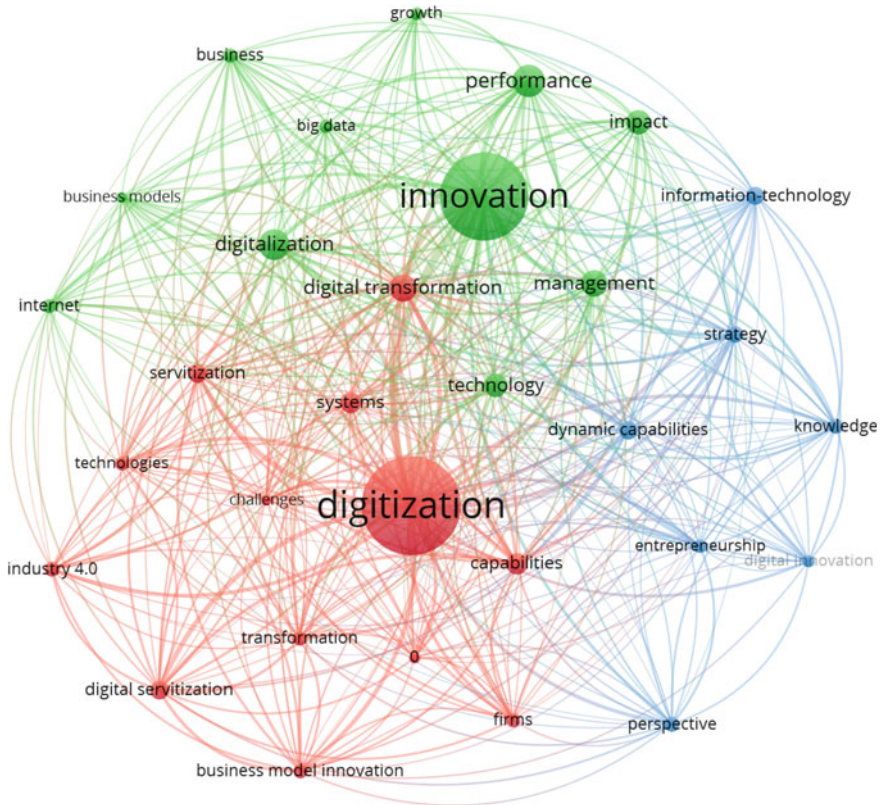 growth
business
performance
big data
impact
innovation
business models
information-technology
digitalization
digital transformation
management
internet
strategy
servitization
technology
systems
dynamic capabilities
knowledge
technologies
challenges
digitization
entrepreneurship
digital innovation
industry 4.0
capabilities
transformation
0
digital servitization
firms
perspective
business model innovation